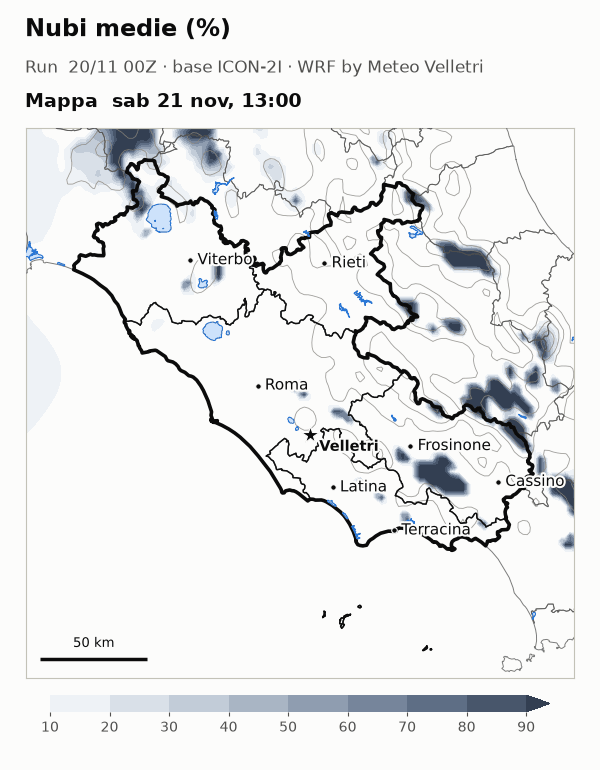 Nubi medie (%)
Run  20/11 00Z · base ICON-2I · WRF by Meteo Velletri
Mappa  sab 21 nov, 13:00
Viterbo
Rieti
Roma
Velletri
Frosinone
Latina
Cassino
Terracina
50 km
10 20 30 40 50 60 70 80 90